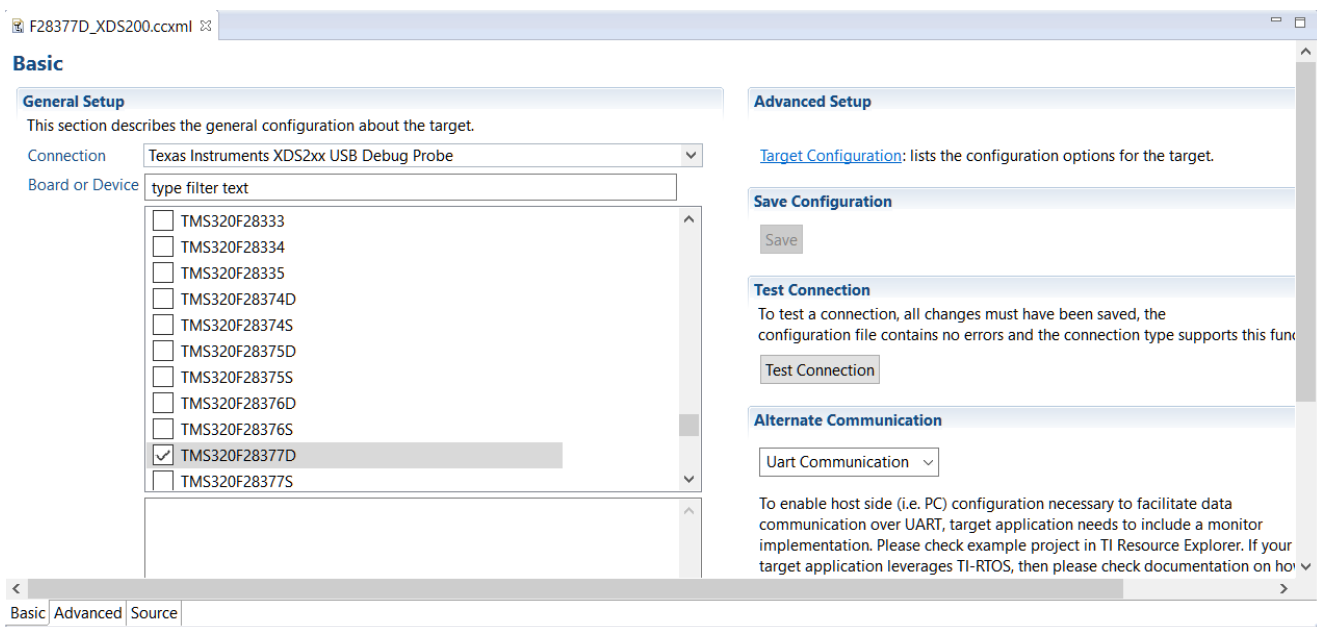 F28377D_XDS200.ccxml
Basic
General Setup
This section describes the general configuration about the target.
Connection
Texas Instruments XDS2xx USB Debug Probe
Board or Device
type filter text
TMS320F28333
TMS320F28334
TMS320F28335
TMS320F28374D
TMS320F28374S
TMS320F28375D
TMS320F28375S
TMS320F28376D
TMS320F28376S
TMS320F28377D
TMS320F28377S
Advanced Setup
Target Configuration: lists the configuration options for the target.
Save Configuration
Save
Test Connection
To test a connection, all changes must have been saved, the
configuration file contains no errors and the connection type supports this func
Test Connection
Alternate Communication
Uart Communication
To enable host side (i.e. PC) configuration necessary to facilitate data
communication over UART, target application needs to include a monitor
implementation. Please check example project in TI Resource Explorer. If your
target application leverages TI-RTOS, then please check documentation on how
Basic Advanced Source